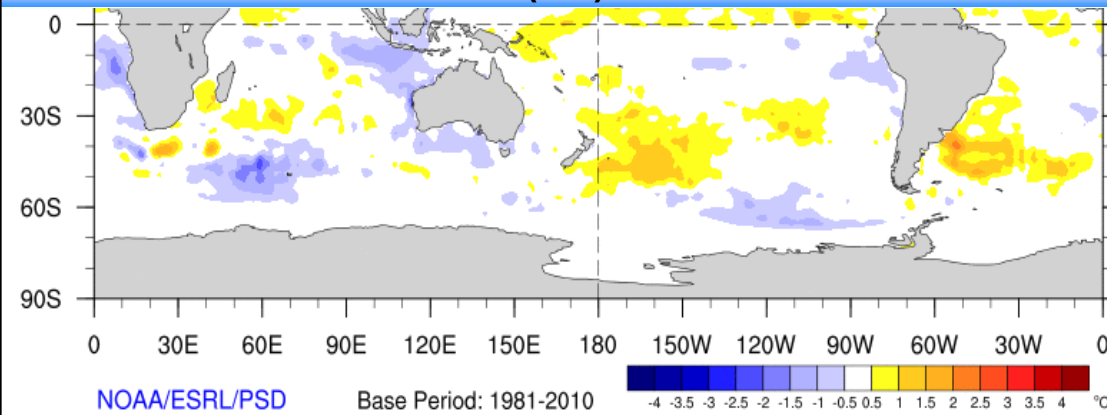 0
30S
60S
90S
0 30E 60E 90E 120E 150E 180 150W 120W 90W 60W 30W 0
NOAA/ESRL/PSD Base Period: 1981-2010
-4 -3.5 -3 -2.5 -2 -1.5 -1 -0.5 0.5 1 1.5 2 2.5 3 3.5 4 °C